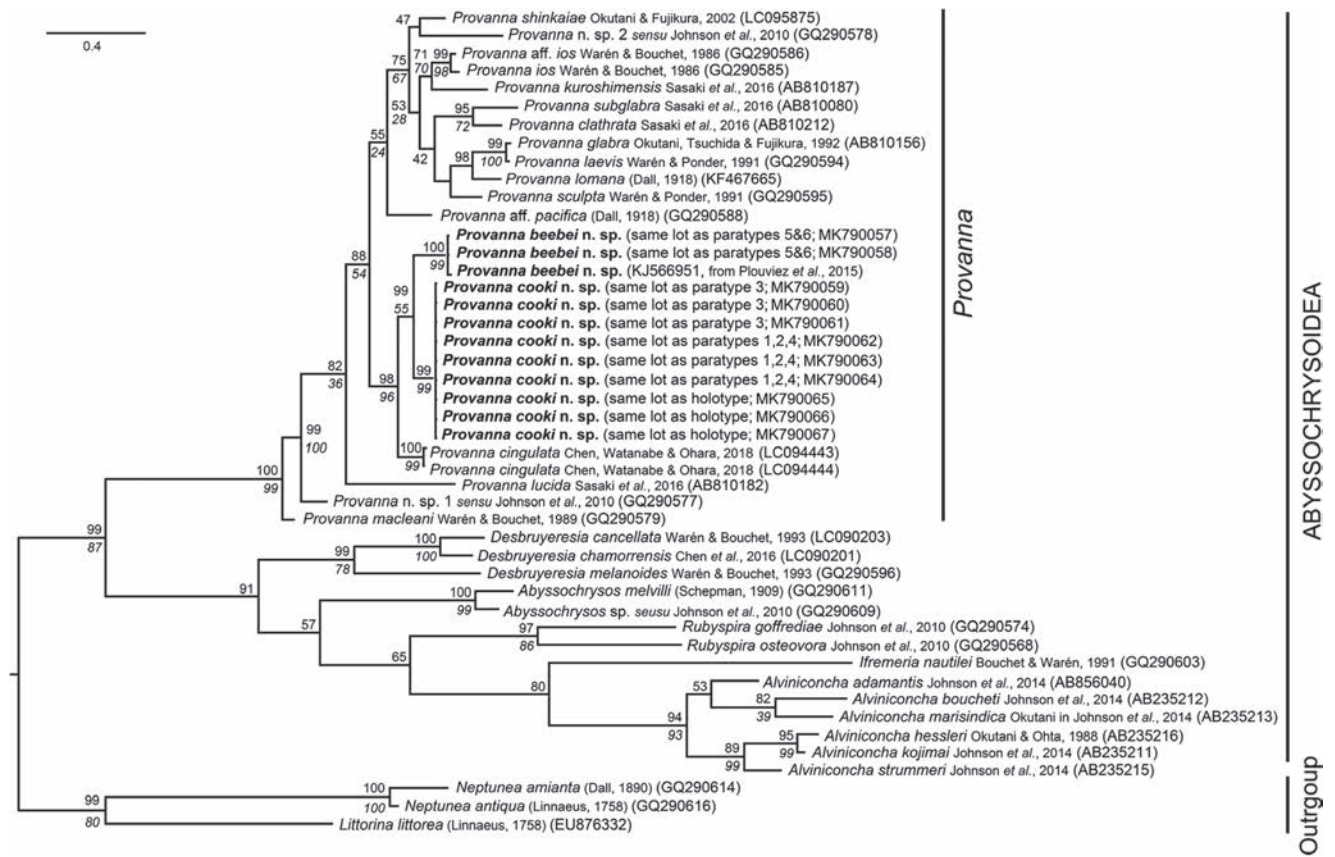 0.4
47
Provanna shinkaiae Okutani & Fujikura, 2002 (LC095875)
Provanna n. sp. 2 sensu Johnson et al., 2010 (GQ290578)
75
67
71
70
99
98
Provanna aff. ios Warén & Bouchet, 1986 (GQ290586)
Provanna ios Warén & Bouchet, 1986 (GQ290585)
Provanna kuroshimensis Sasaki et al., 2016 (AB810187)
53
28
95
72
Provanna subglabra Sasaki et al., 2016 (AB810080)
Provanna clathrata Sasaki et al., 2016 (AB810212)
55
24
42
98
99
100
Provanna glabra Okutani, Tsuchida & Fujikura, 1992 (AB810156)
Provanna laevis Warén & Ponder, 1991 (GQ290594)
Provanna lomana (Dall, 1918) (KF467665)
Provanna sculpta Warén & Ponder, 1991 (GQ290595)
Provanna aff. pacifica (Dall, 1918) (GQ290588)
88
54
100
99
Provanna beebei n. sp. (same lot as paratypes 5&6; MK790057)
Provanna beebei n. sp. (same lot as paratypes 5&6; MK790058)
Provanna beebei n. sp. (KJ566951, from Plouviez et al., 2015)
99
55
Provanna cooki n. sp. (same lot as paratype 3; MK790059)
Provanna cooki n. sp. (same lot as paratype 3; MK790060)
Provanna cooki n. sp. (same lot as paratype 3; MK790061)
Provanna cooki n. sp. (same lot as paratypes 1,2,4; MK790062)
Provanna cooki n. sp. (same lot as paratypes 1,2,4; MK790063)
99
99
Provanna cooki n. sp. (same lot as paratypes 1,2,4; MK790064)
Provanna cooki n. sp. (same lot as holotype; MK790065)
Provanna cooki n. sp. (same lot as holotype; MK790066)
Provanna cooki n. sp. (same lot as holotype; MK790067)
82
36
98
96
100
99
Provanna cingulata Chen, Watanabe & Ohara, 2018 (LC094443)
Provanna cingulata Chen, Watanabe & Ohara, 2018 (LC094444)
Provanna lucida Sasaki et al., 2016 (AB810182)
99
100
Provanna n. sp. 1 sensu Johnson et al., 2010 (GQ290577)
100
99
Provanna macleani Warén & Bouchet, 1989 (GQ290579)
Provanna
99
87
100
100
Desbruyeresia cancellata Warén & Bouchet, 1993 (LC090203)
Desbruyeresia chamorrensis Chen et al., 2016 (LC090201)
99
78
Desbruyeresia melanoides Warén & Bouchet, 1993 (GQ290596)
91
100
99
Abyssochrysos melvilli (Schepman, 1909) (GQ290611)
Abyssochrysos sp. seusu Johnson et al., 2010 (GQ290609)
57
97
86
Rubyspira goffrediae Johnson et al., 2010 (GQ290574)
Rubyspira osteovora Johnson et al., 2010 (GQ290568)
65
Ifremeria nautilei Bouchet & Warén, 1991 (GQ290603)
80
53
Alviniconcha adamantis Johnson et al., 2014 (AB856040)
82
39
Alviniconcha boucheti Johnson et al., 2014 (AB235212)
Alviniconcha marisindica Okutani in Johnson et al., 2014 (AB235213)
94
93
95
99
Alviniconcha hessleri Okutani & Ohta, 1988 (AB235216)
Alviniconcha kojimai Johnson et al., 2014 (AB235211)
89
99
Alviniconcha strummeri Johnson et al., 2014 (AB235215)
ABYSSOCHRYSOIDEA
99
80
100
100
Neptunea amianta (Dall, 1890) (GQ290614)
Neptunea antiqua (Linnaeus, 1758) (GQ290616)
Littorina littorea (Linnaeus, 1758) (EU876332)
Outrgoup